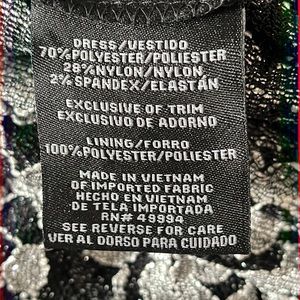 DRESS/VESTIDO
70%POLYESTER/POLIESTER
28%NYLON/NYLON
2%SPANDEX/ELASTÁN
EXCLUSIVE OF TRIM
EXCLUSIVO DE ADORNO
LINING/FORRO
100%POLYESTER/POLIESTER
MADE IN VIETNAM
OF IMPORTED FABRIC
HECHO EN VIETNAM
DE TELA IMPORTADA
RN# 49994
SEE REVERSE FOR CARE
VER AL DORSO PARA CUIDADO